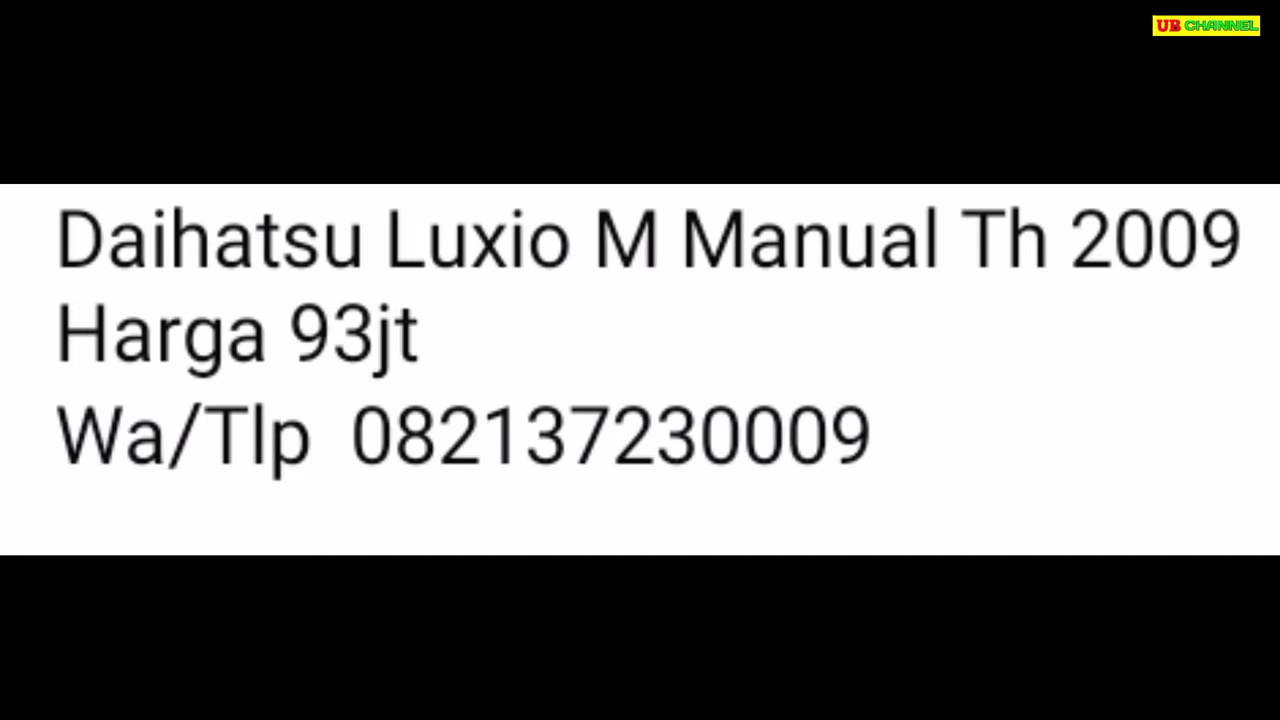 UB CHANNEL
Daihatsu Luxio M Manual Th 2009
Harga 93jt
Wa/Tlp 082137230009